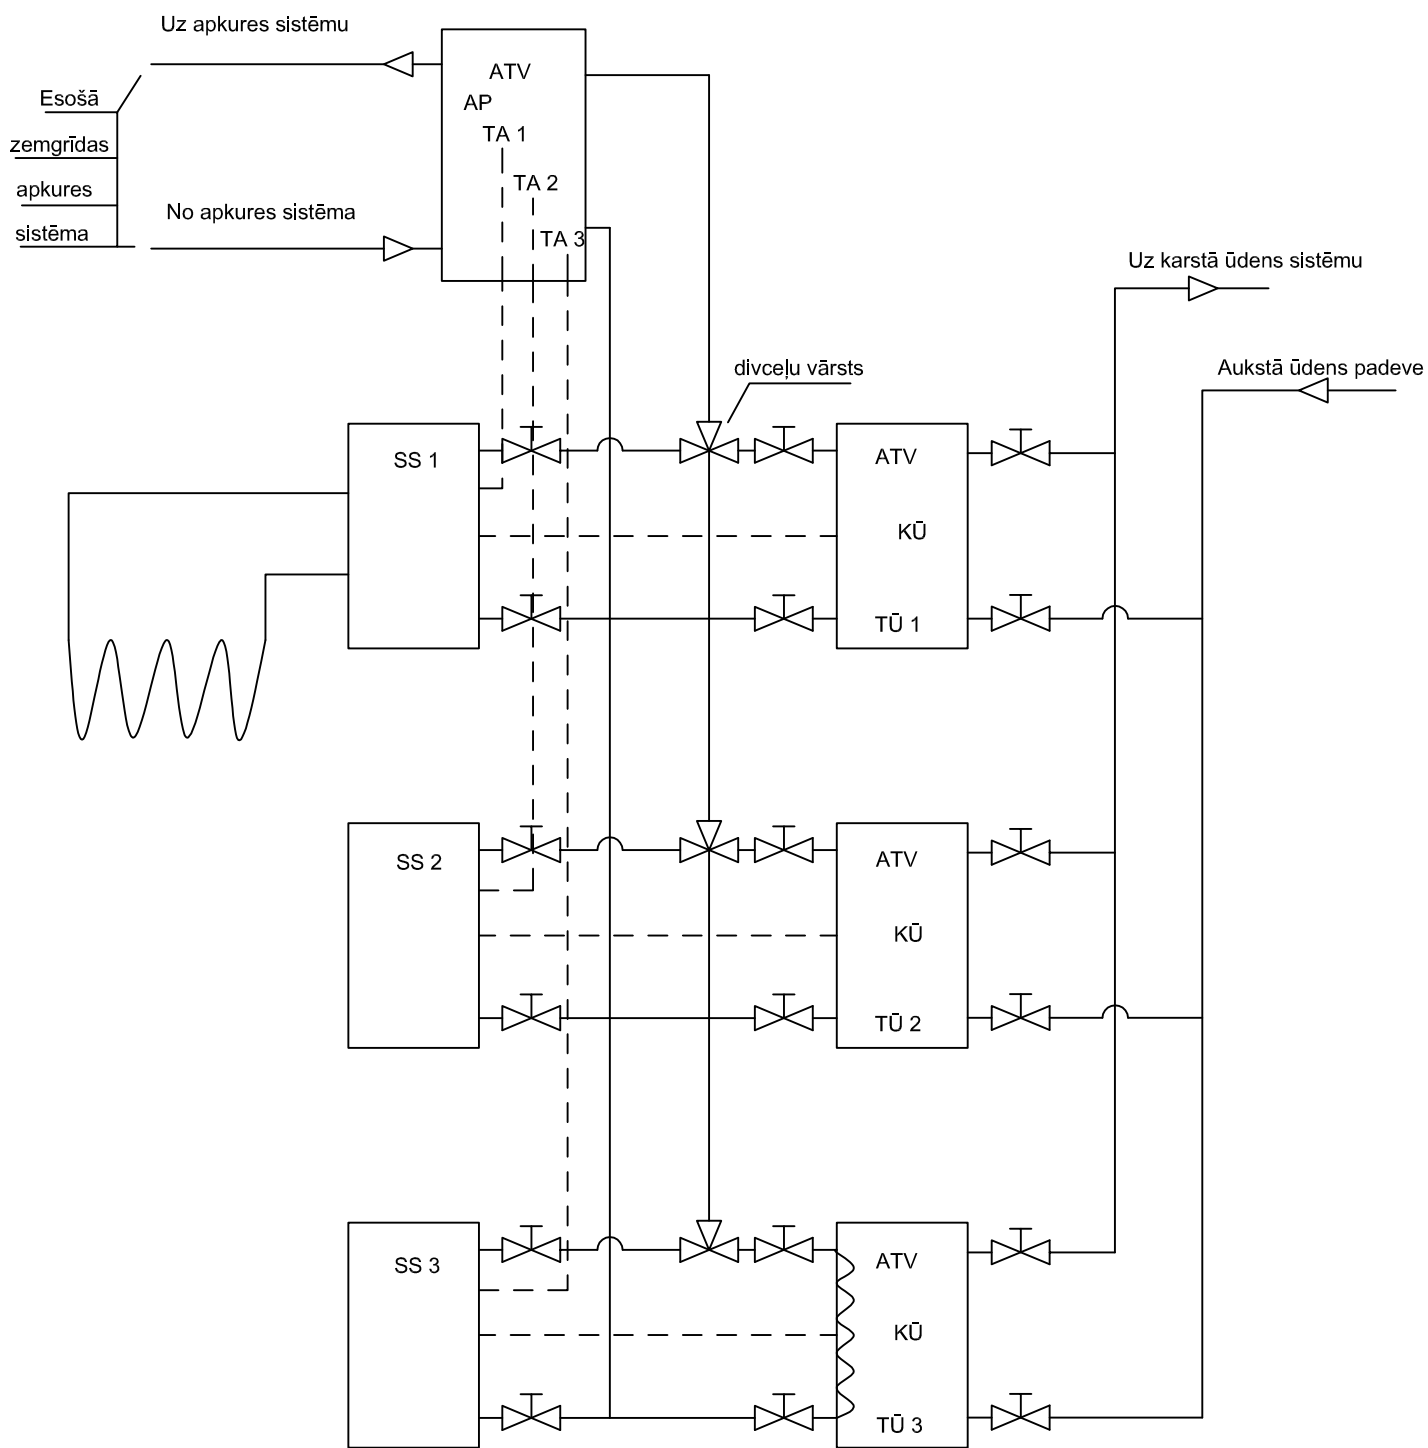 Uz apkures sistēmu
Esošā
zemgrīdas
apkures
sistēma
No apkures sistēma
ATV
AP
TA 1
TA 2
TA 3
Uz karstā ūdens sistēmu
Aukstā ūdens padeve
divceļu vārsts
SS 1
ATV
KŪ
TŪ 1
SS 2
ATV
KŪ
TŪ 2
SS 3
ATV
KŪ
TŪ 3